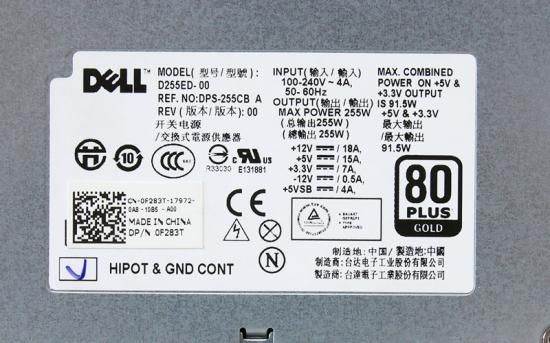 DELL™
MODEL(型号/型號):
D255ED-00
REF. NO:DPS-255CB A
REV (版本/版本): 00
开关电源
/交換式電源供應器
INPUT(输入/輸入)
100-240V~4A,
50-60Hz
OUTPUT(输出/輸出)
MAX POWER 255W
(总输出255W)
(總輸出255W)
+12V 18A,
+5V 15A,
+3.3V 7A,
-12V 0.5A,
+5VSB 4A,
MAX. COMBINED
POWER ON +5V &
+3.3V OUTPUT
IS 91.5W
+5V & +3.3V
最大输出
/最大輸出
91.5W
10
R33030
E131881
c UL us
CE
N
80
PLUS
GOLD
CN-0F283T-17972-
0A8-10B5-A00
MADE IN CHINA
DP/N 0F283T
HIPOT & GND CONT
制造地:中国/製造地:中國
制造商:台达电子工业股份有限公司
製造商:台達電子工業股份有限公司